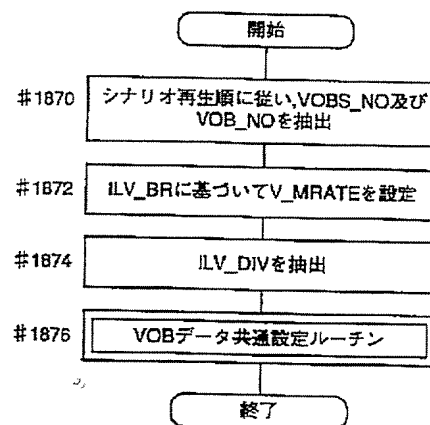 開始
#1870
シナリオ再生順に従い,VOBS_NO及び
VOB_NOを抽出
#1872
ILV_BRに基づいてV_MRATEを設定
#1874
ILV_DIVを抽出
#1876
VOBデータ共通設定ルーチン
終了